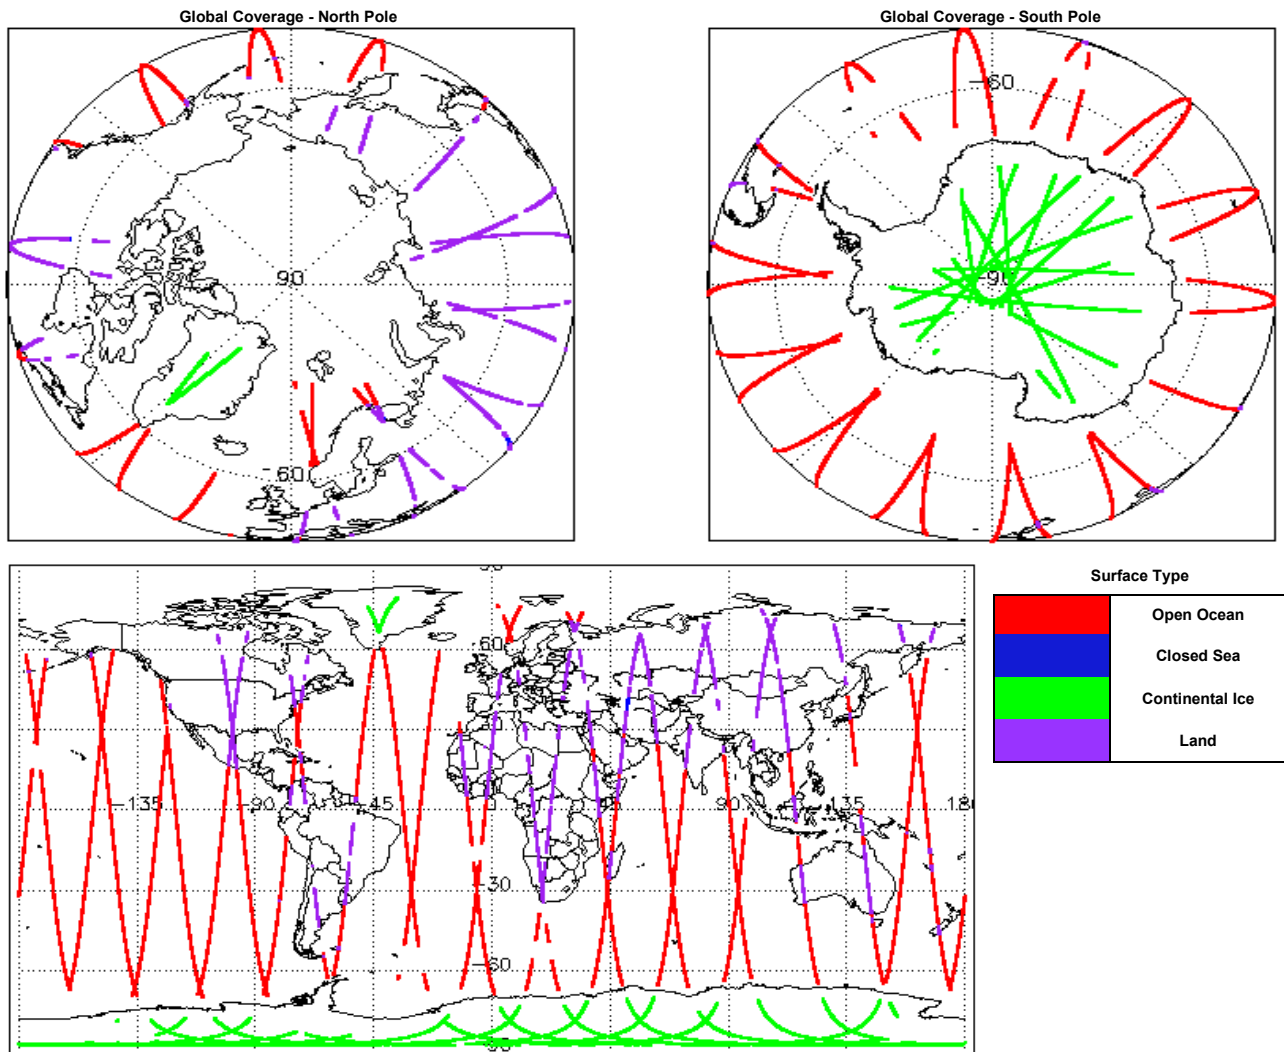 Global Coverage - North Pole
Global Coverage - South Pole
-60
90
-90
60
60
-135
-90
-45
0
90
135
180
-30
-60
Surface Type
Open Ocean
Closed Sea
Continental Ice
Land